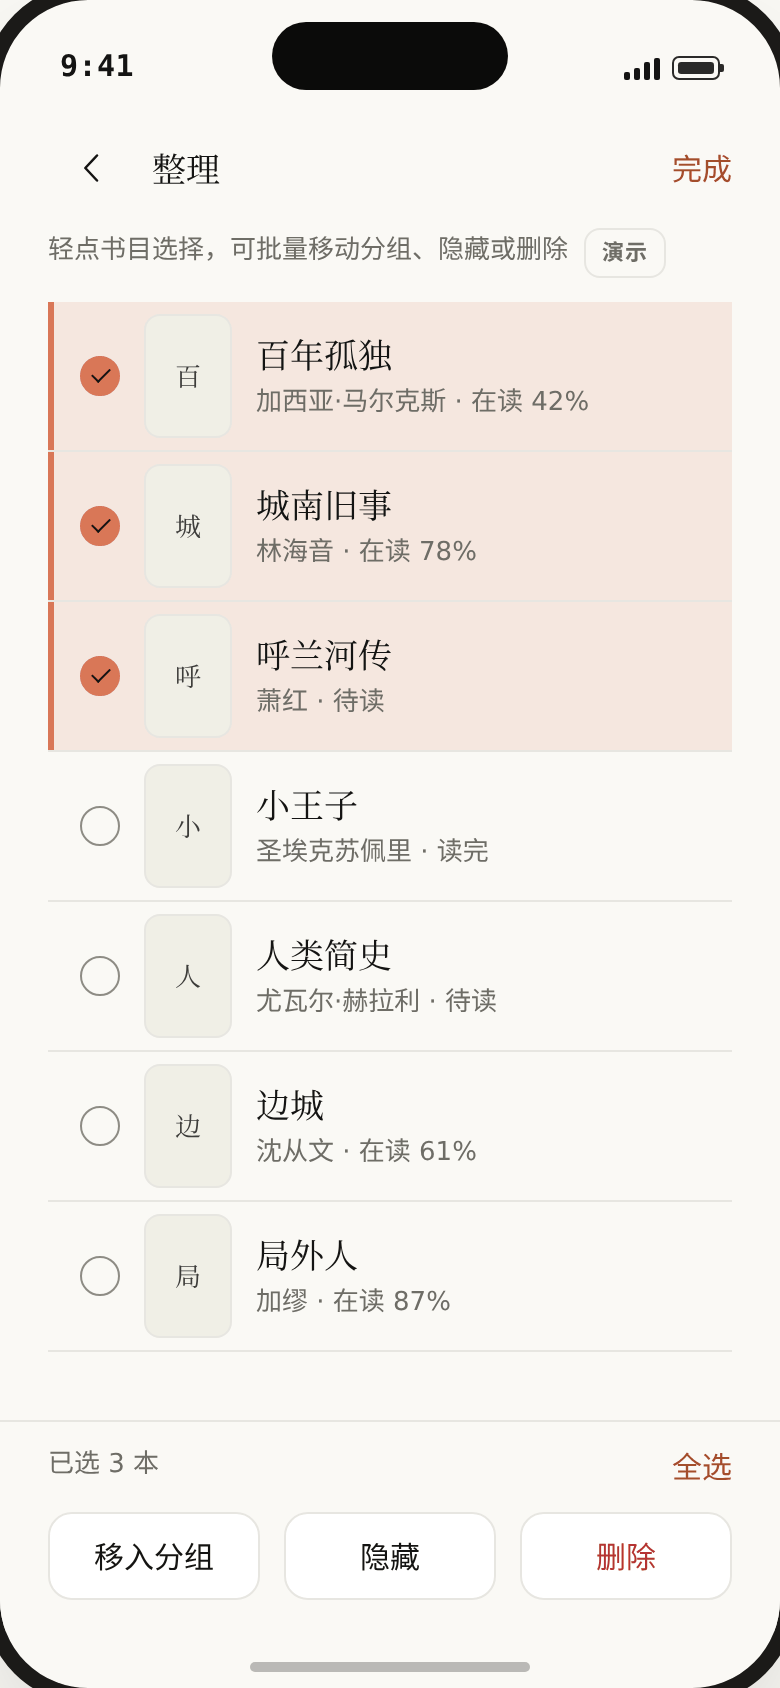 9:41
整理
完成
轻点书目选择，可批量移动分组、隐藏或删除 演示
百
百年孤独
加西亚·马尔克斯 · 在读 42%
城
城南旧事
林海音 · 在读 78%
呼
呼兰河传
萧红 · 待读
小
小王子
圣埃克苏佩里 · 读完
人
人类简史
尤瓦尔·赫拉利 · 待读
边
边城
沈从文 · 在读 61%
局
局外人
加缪 · 在读 87%
已选 3 本
全选
移入分组
隐藏
删除